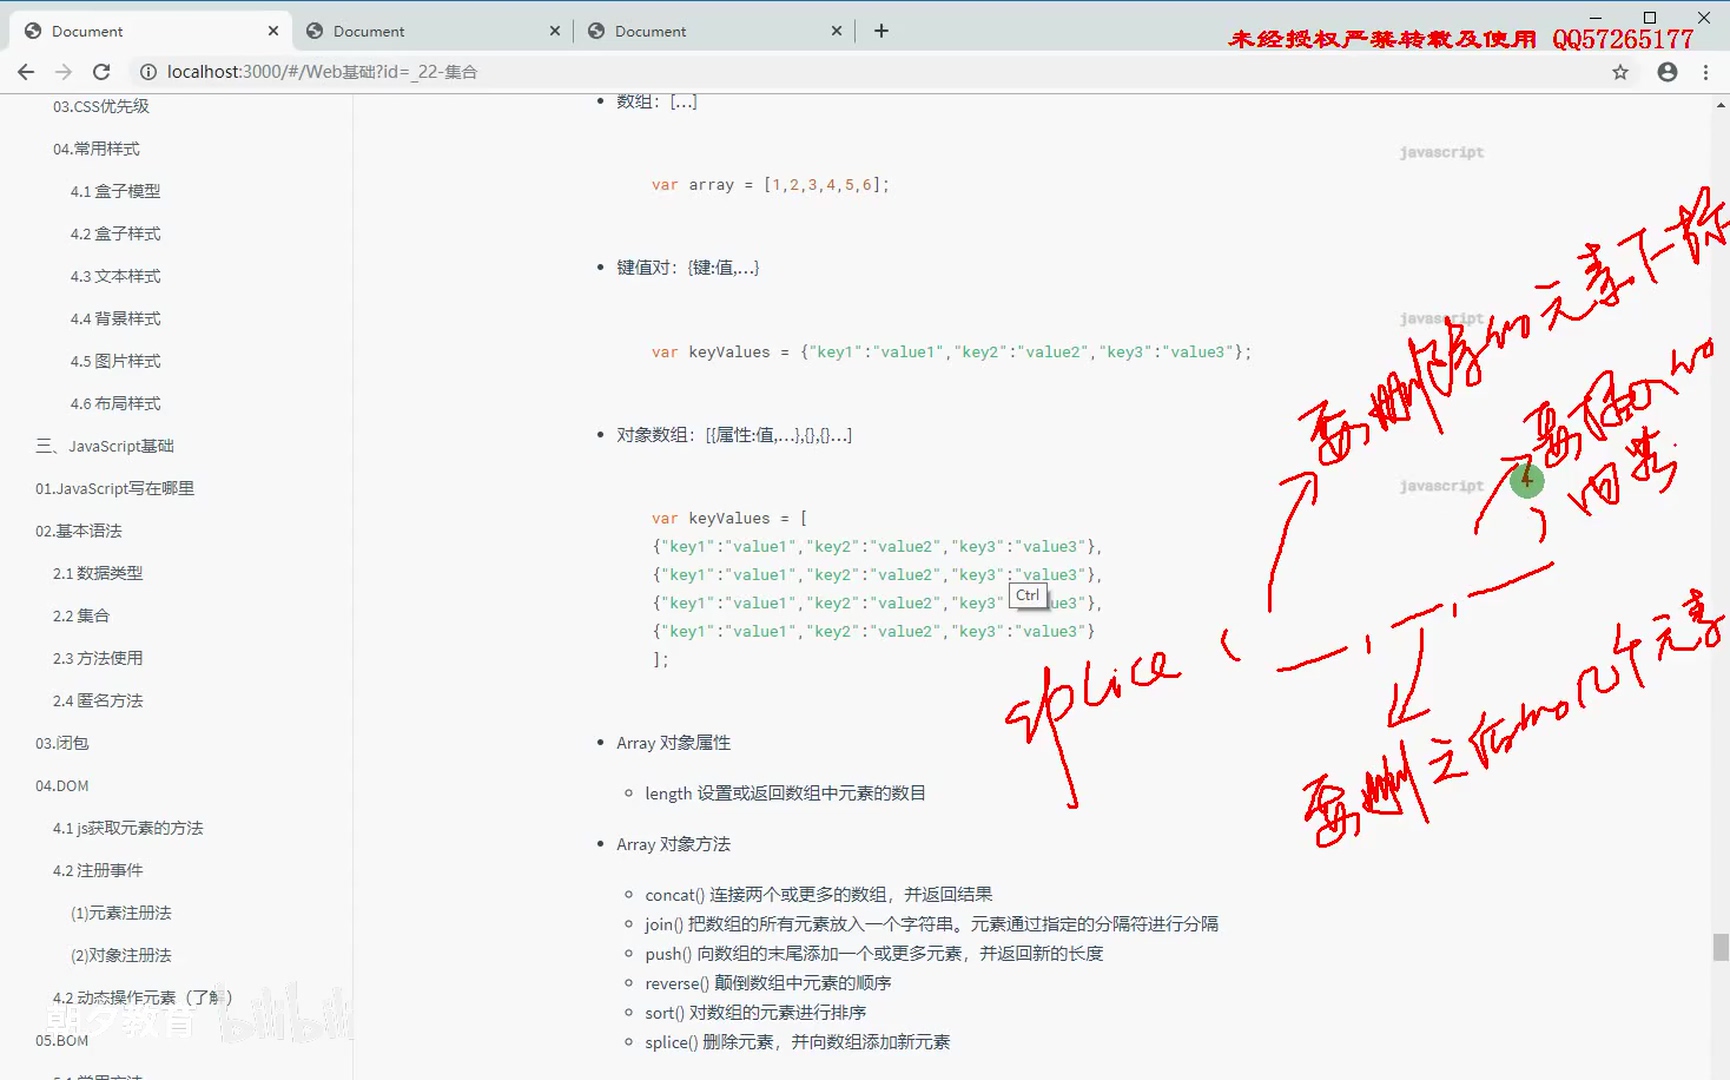 Document
Document
Document
未经授权严禁转载及使用 QQ57265177
localhost:3000/#/Web基础?id=_22-集合
03.CSS优先级
04.常用样式
4.1 盒子模型
4.2 盒子样式
4.3 文本样式
4.4 背景样式
4.5 图片样式
4.6 布局样式
三、JavaScript基础
01.JavaScript写在哪里
02.基本语法
2.1 数据类型
2.2 集合
2.3 方法使用
2.4 匿名方法
03.闭包
04.DOM
4.1 js获取元素的方法
4.2 注册事件
(1)元素注册法
(2)对象注册法
4.2 动态操作元素（了解）
05.BOM
朝夕教育 bilibili
数组：[...]
javascript
var array = [1,2,3,4,5,6];
键值对：{键:值,...}
javascript
var keyValues = {"key1":"value1","key2":"value2","key3":"value3"};
对象数组：[{属性:值,...},{},{}...]
javascript
var keyValues = [
{"key1":"value1","key2":"value2","key3":"value3"},
{"key1":"value1","key2":"value2","key3":"value3"},
{"key1":"value1","key2":"value2","key3":"value3"},
{"key1":"value1","key2":"value2","key3":"value3"}
];
Ctrl
Array 对象属性
length 设置或返回数组中元素的数目
Array 对象方法
concat() 连接两个或更多的数组，并返回结果
join() 把数组的所有元素放入一个字符串。元素通过指定的分隔符进行分隔
push() 向数组的末尾添加一个或更多元素，并返回新的长度
reverse() 颠倒数组中元素的顺序
sort() 对数组的元素进行排序
splice() 删除元素，并向数组添加新元素
要删除的元素下标
splice (
要删之后的几个元素